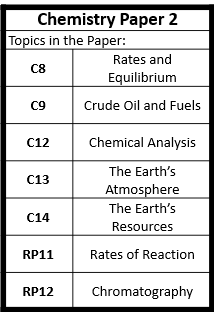 Chemistry Paper 2
Topics in the Paper:
C8 Rates and
Equilibrium
C9 Crude Oil and Fuels
C12 Chemical Analysis
C13 The Earth's
Atmosphere
C14 The Earth's
Resources
RP11 Rates of Reaction
RP12 Chromatography